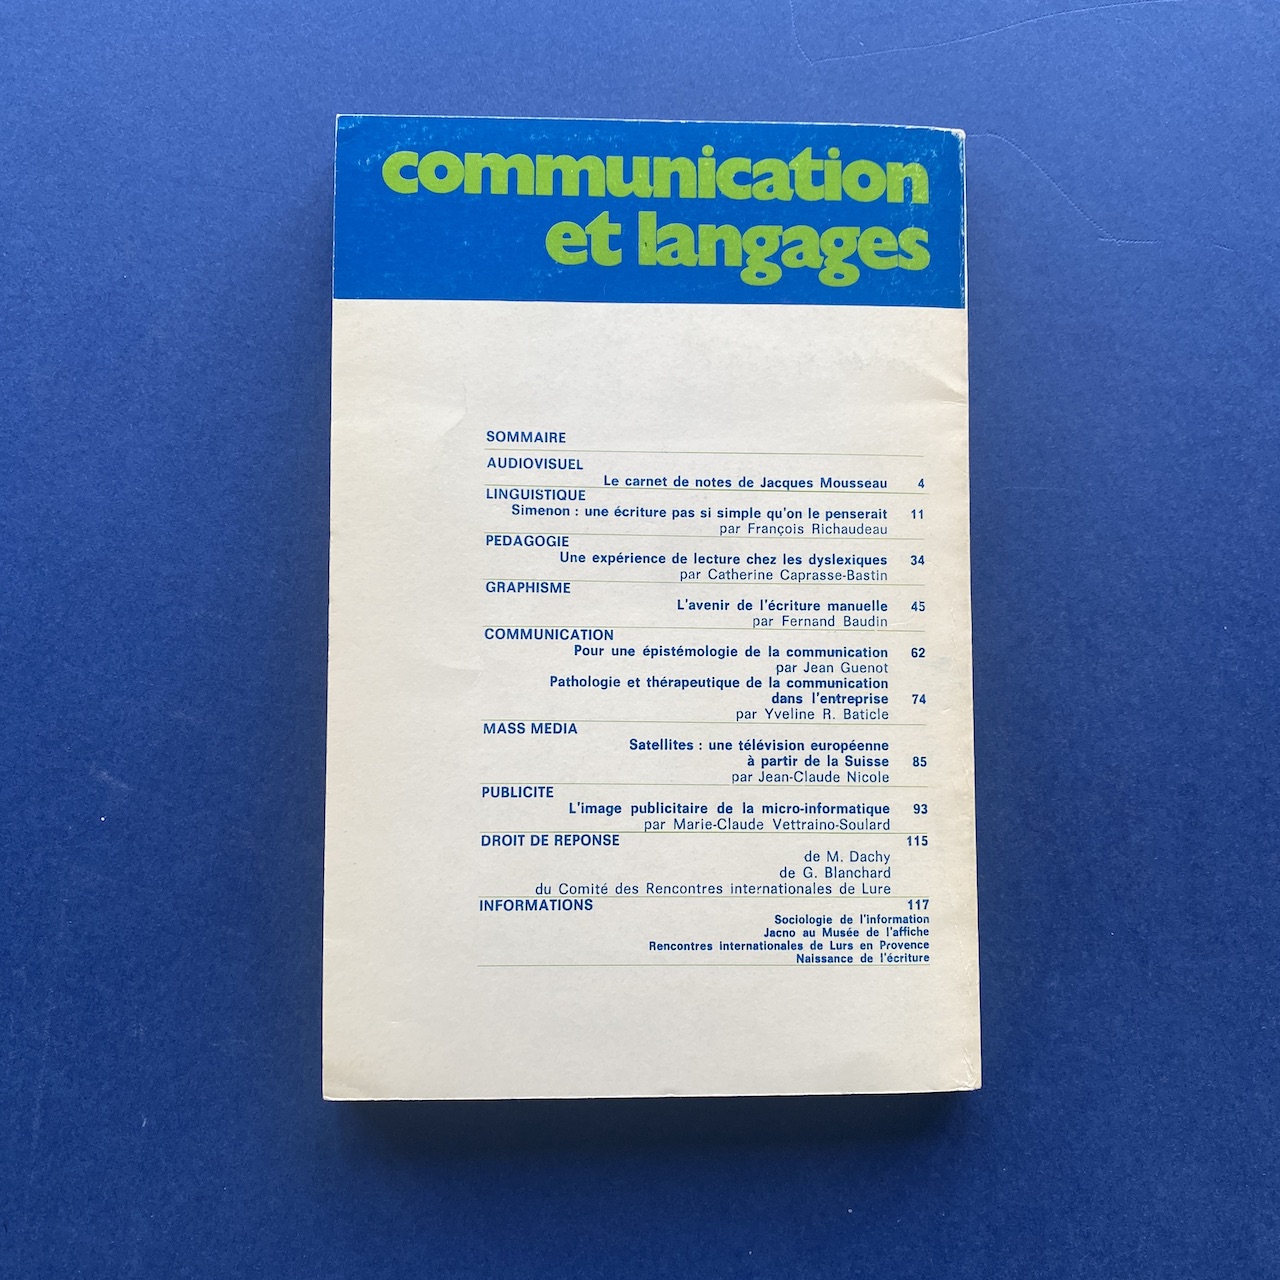 communication
et langages
SOMMAIRE
AUDIOVISUEL
Le carnet de notes de Jacques Mousseau 4
LINGUISTIQUE
Simenon : une écriture pas si simple qu'on le penserait 11
par François Richaudeau
PEDAGOGIE
Une expérience de lecture chez les dyslexiques 34
par Catherine Caprasse-Bastin
GRAPHISME
L'avenir de l'écriture manuelle 45
par Fernand Baudin
COMMUNICATION
Pour une épistémologie de la communication 62
par Jean Guenot
Pathologie et thérapeutique de la communication
dans l'entreprise 74
par Yveline R. Baticle
MASS MEDIA
Satellites : une télévision européenne
à partir de la Suisse 85
par Jean-Claude Nicole
PUBLICITE
L'image publicitaire de la micro-informatique 93
par Marie-Claude Vettraino-Soulard
DROIT DE REPONSE 115
de M. Dachy
de G. Blanchard
du Comité des Rencontres internationales de Lure
INFORMATIONS 117
Sociologie de l'information
Jacno au Musée de l'affiche
Rencontres internationales de Lurs en Provence
Naissance de l'écriture